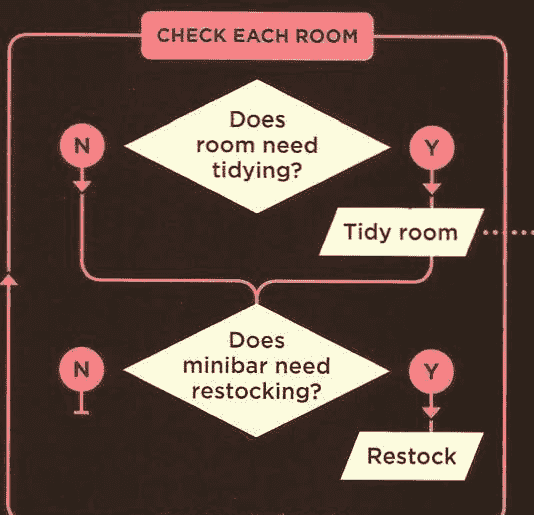 CHECK EACH ROOM
Does
room need
tidying?
N
Y
Tidy room
Does
minibar need
restocking?
N
Y
Restock